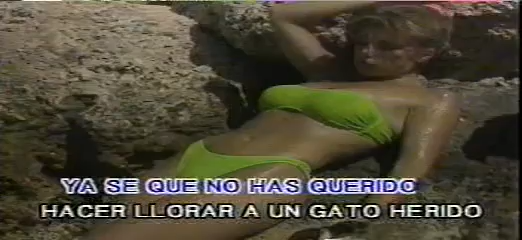 YA SE QUE NO HAS QUERIDO
HACER LLORAR A UN GATO HERIDO